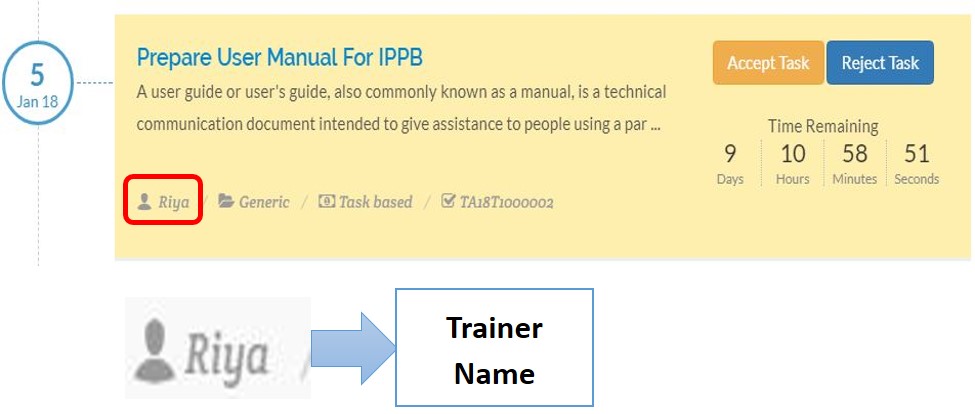 5
Jan 18
Prepare User Manual For IPPB
A user guide or user's guide, also commonly known as a manual, is a technical
communication document intended to give assistance to people using a par ...
Riya / Generic / Task based / TA18T1000002
Accept Task Reject Task
Time Remaining
9 10 58 51
Days Hours Minutes Seconds
Riya /
Trainer
Name